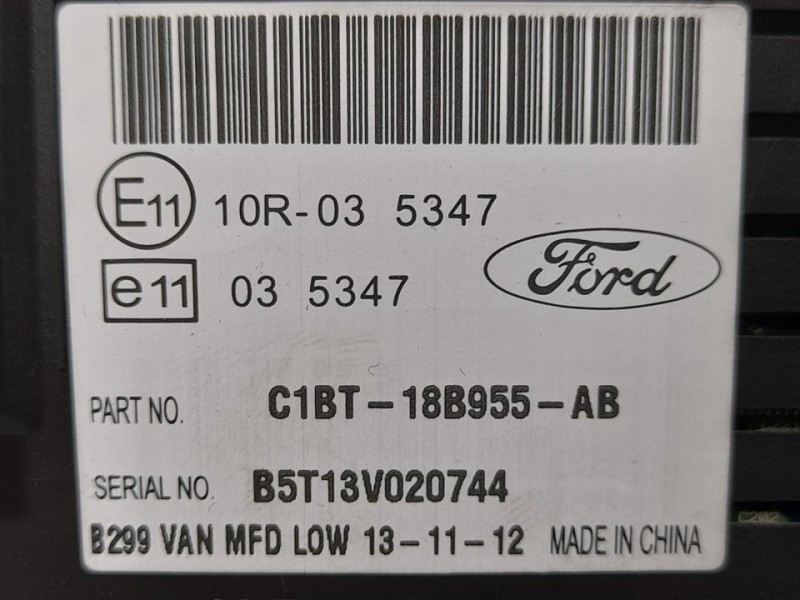 E11 10R-03 5347
e11 03 5347
Ford
PART NO. C1BT-18B955-AB
SERIAL NO. B5T13V020744
B299 VAN MFD LOW 13-11-12 MADE IN CHINA